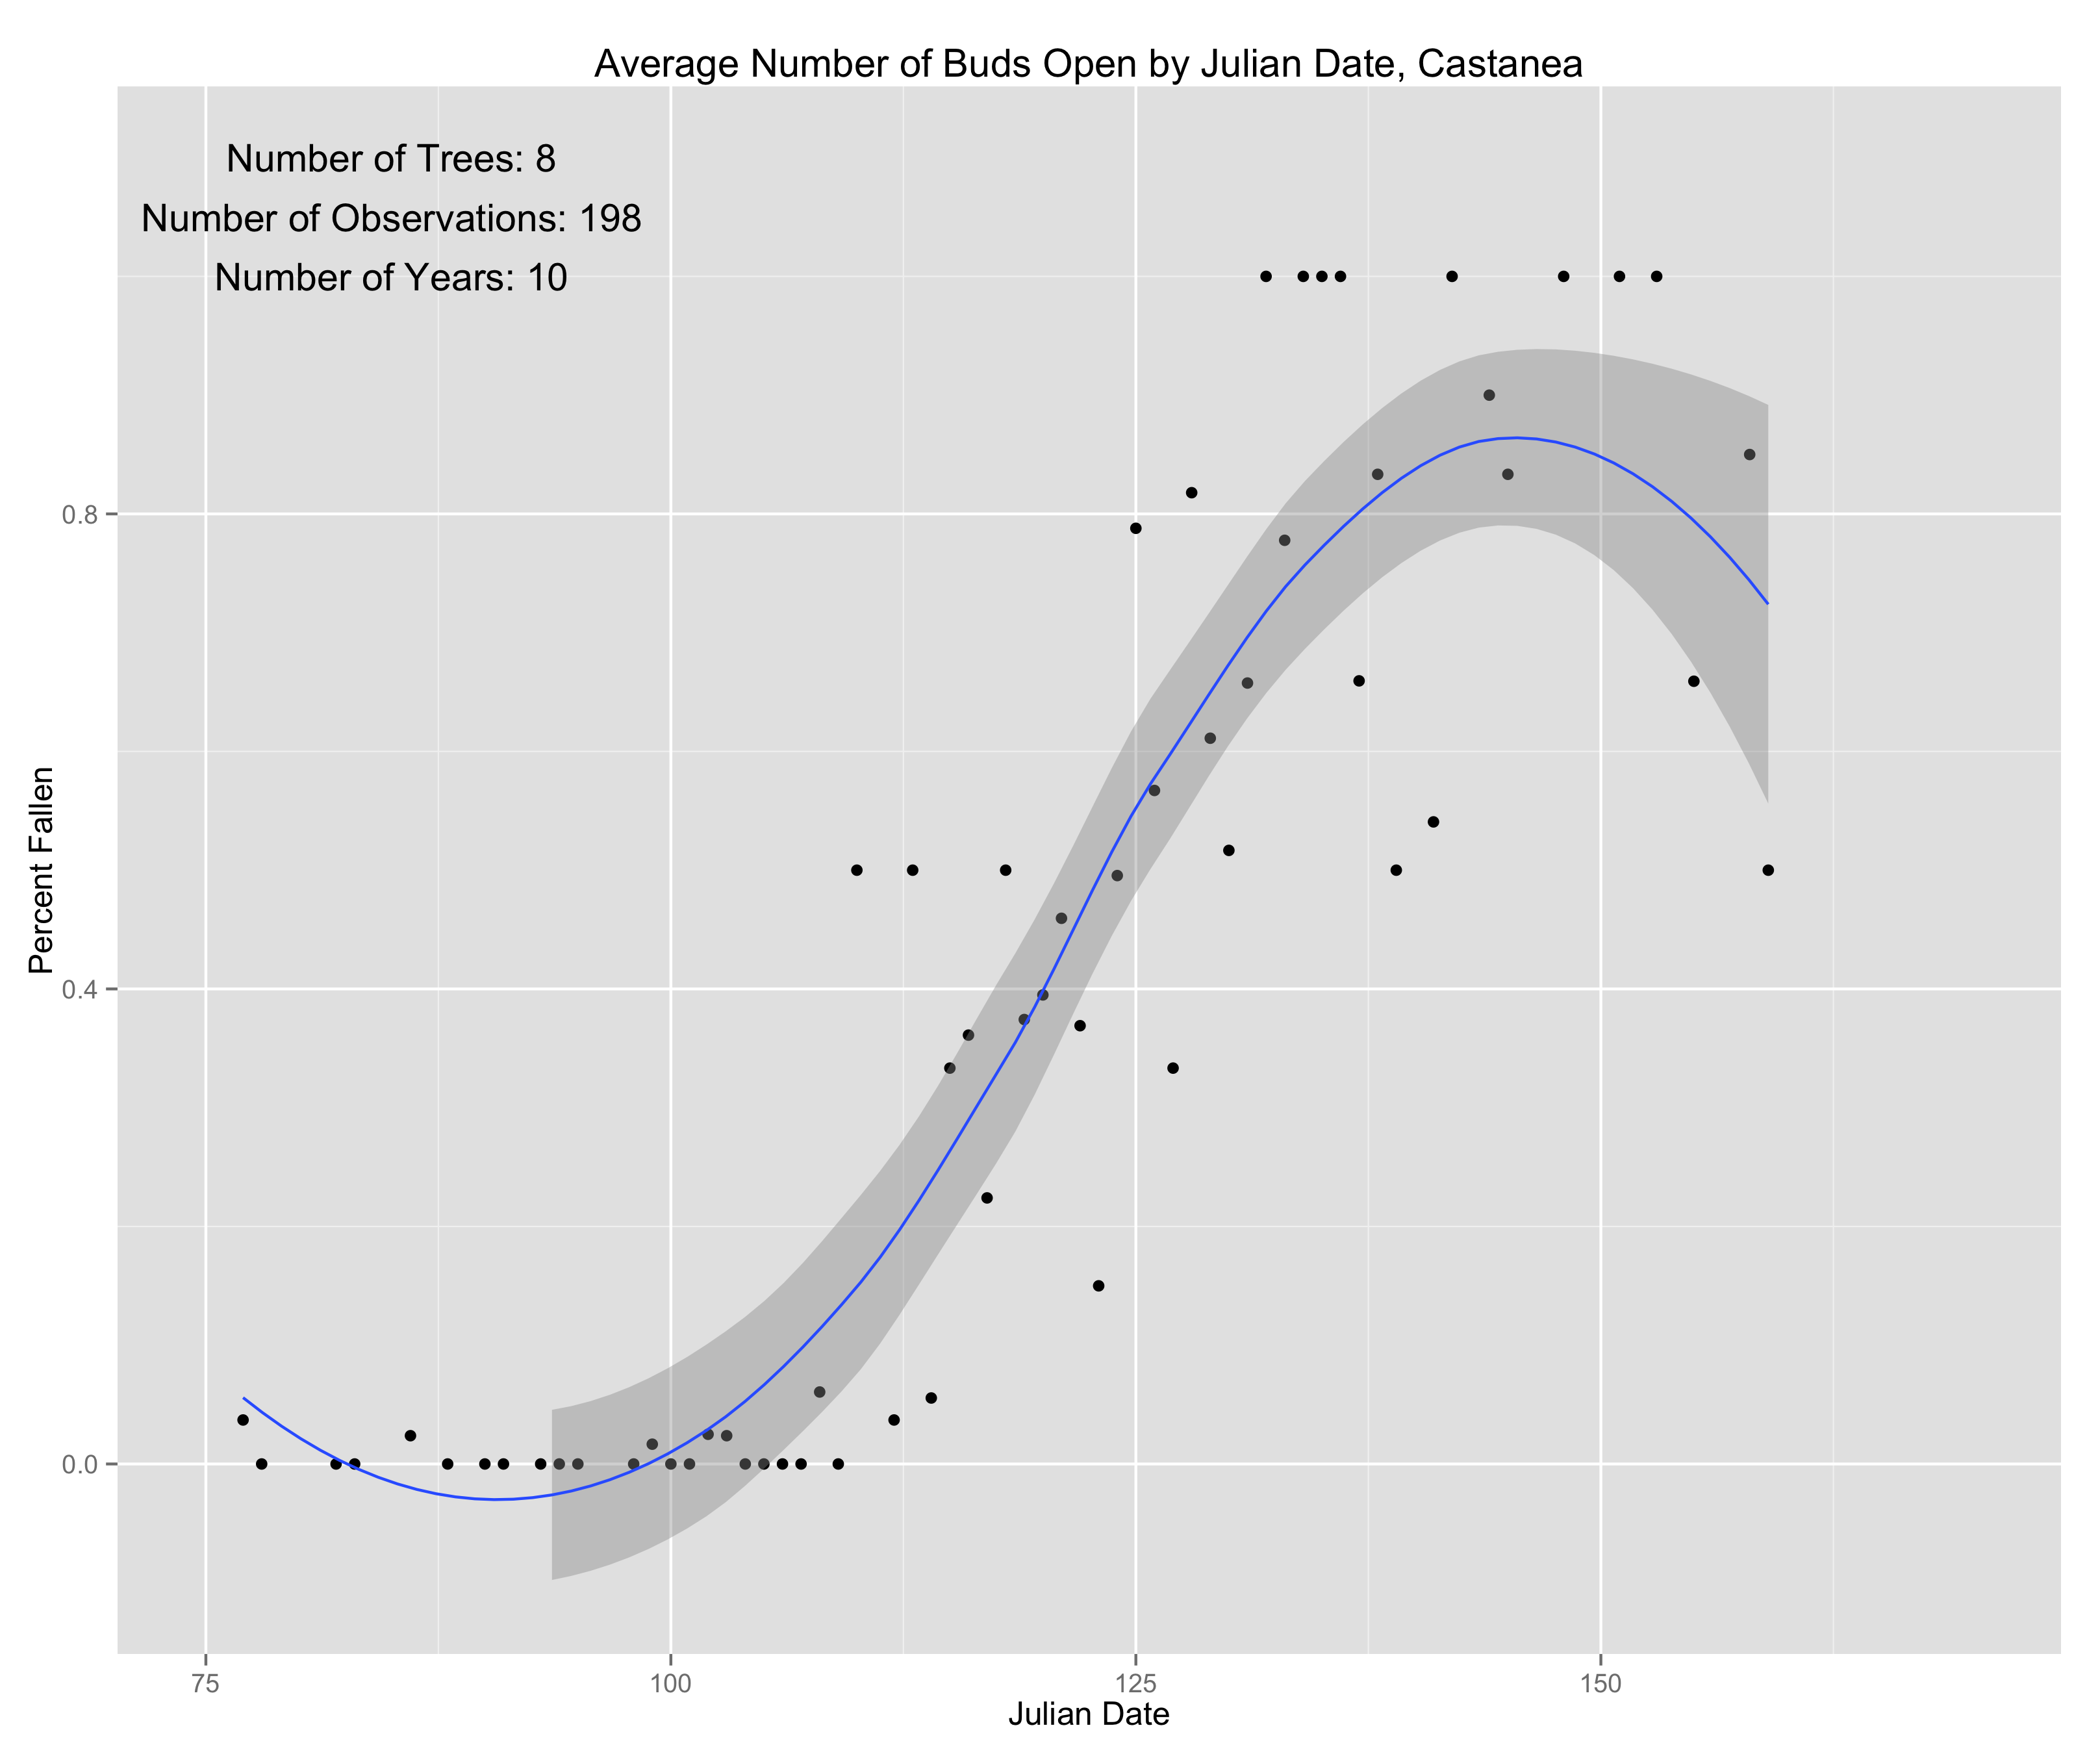 Average Number of Buds Open by Julian Date, Castanea
Number of Trees: 8
Number of Observations: 198
Number of Years: 10
Percent Fallen
0.8
0.4
0.0
75
100
125
150
Julian Date